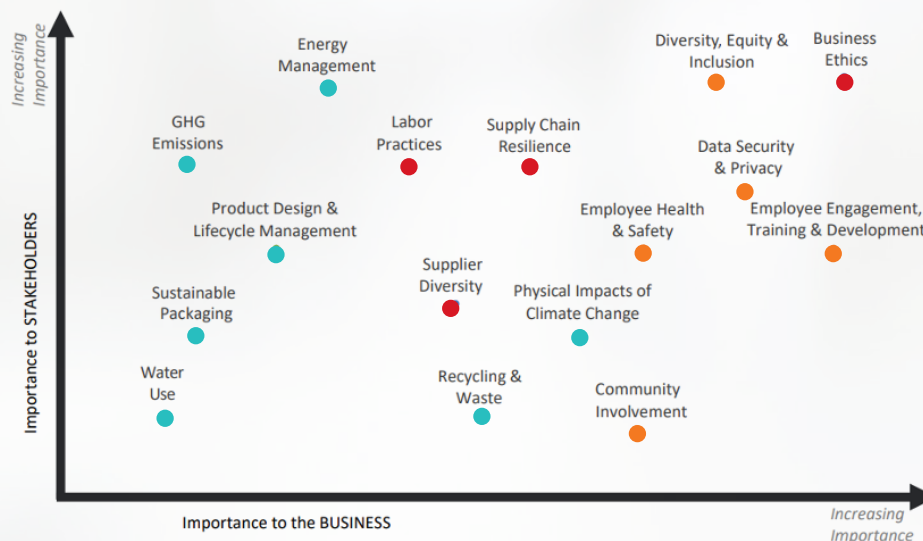 Increasing
Importance
Energy
Management
Diversity, Equity &
Inclusion
Business
Ethics
GHG
Emissions
Labor
Practices
Supply Chain
Resilience
Data Security
& Privacy
Product Design &
Lifecycle Management
Employee Health
& Safety
Employee Engagement,
Training & Development
Supplier
Diversity
Sustainable
Packaging
Physical Impacts of
Climate Change
Water
Use
Recycling &
Waste
Community
Involvement
Importance to STAKEHOLDERS
Importance to the BUSINESS
Increasing
Importance